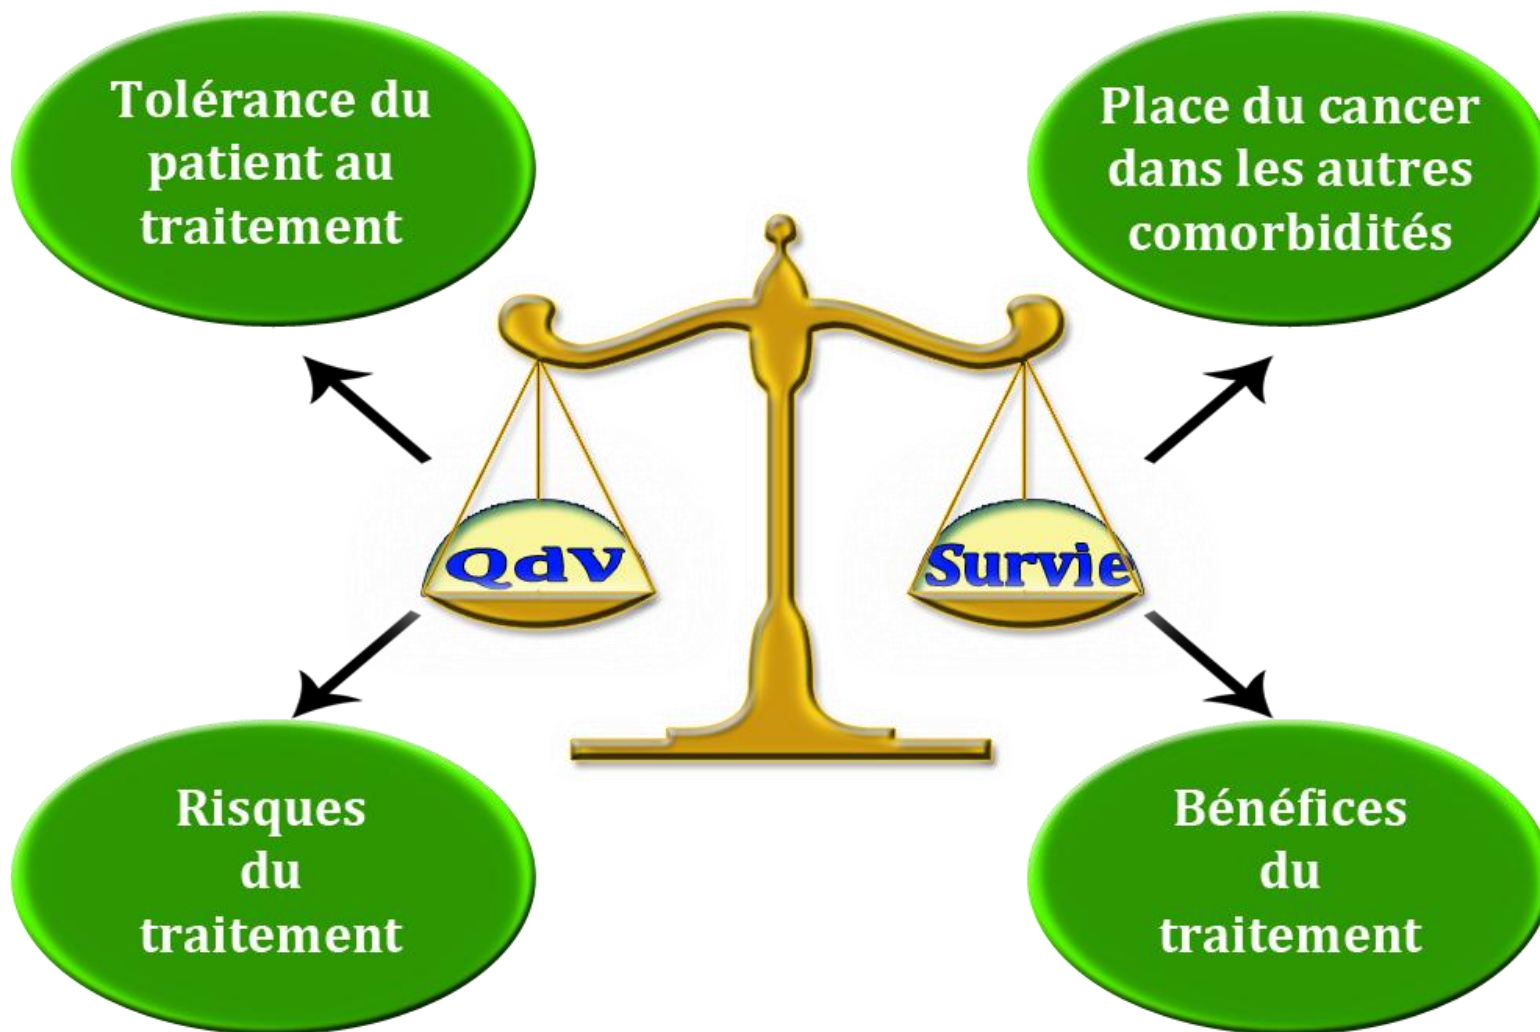 Tolérance du
patient au
traitement
Place du cancer
dans les autres
comorbidités
QdV
Survie
Risques
du
traitement
Bénéfices
du
traitement